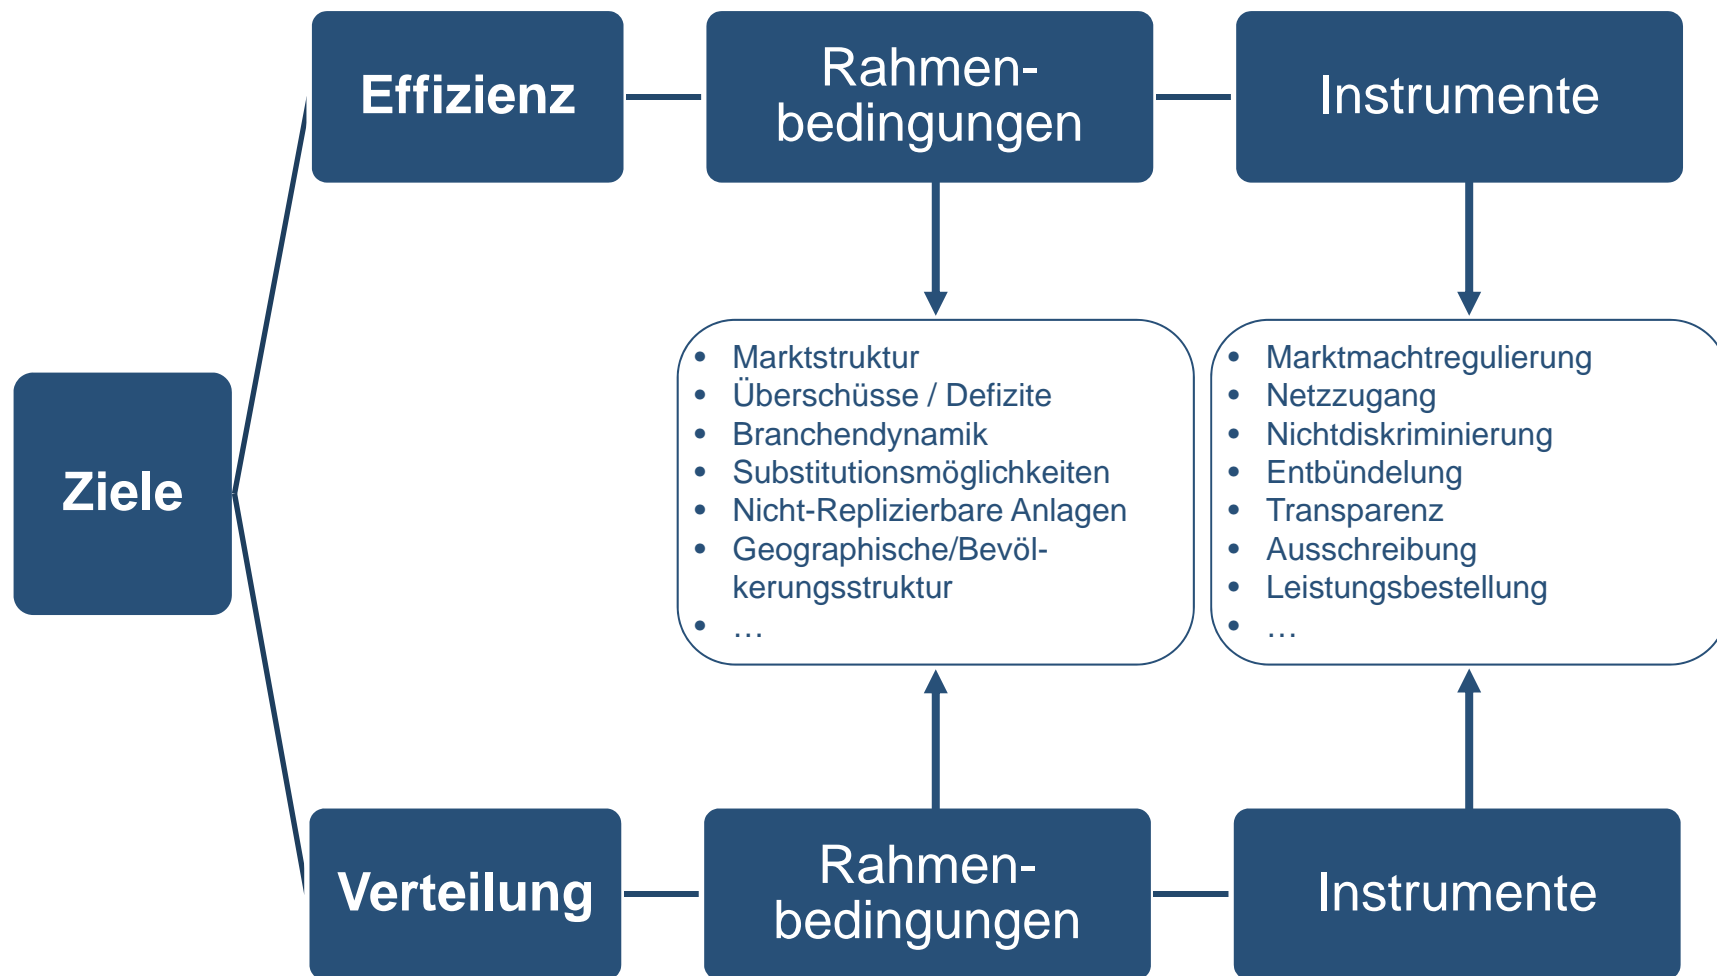 Effizienz
Rahmen-
bedingungen
Instrumente
• Marktstruktur
• Überschüsse / Defizite
• Branchendynamik
• Substitutionsmöglichkeiten
• Nicht-Replizierbare Anlagen
• Geographische/Bevöl-
kerungsstruktur
• …
• Marktmachtregulierung
• Netzzugang
• Nichtdiskriminierung
• Entbündelung
• Transparenz
• Ausschreibung
• Leistungsbestellung
• …
Ziele
Verteilung
Rahmen-
bedingungen
Instrumente